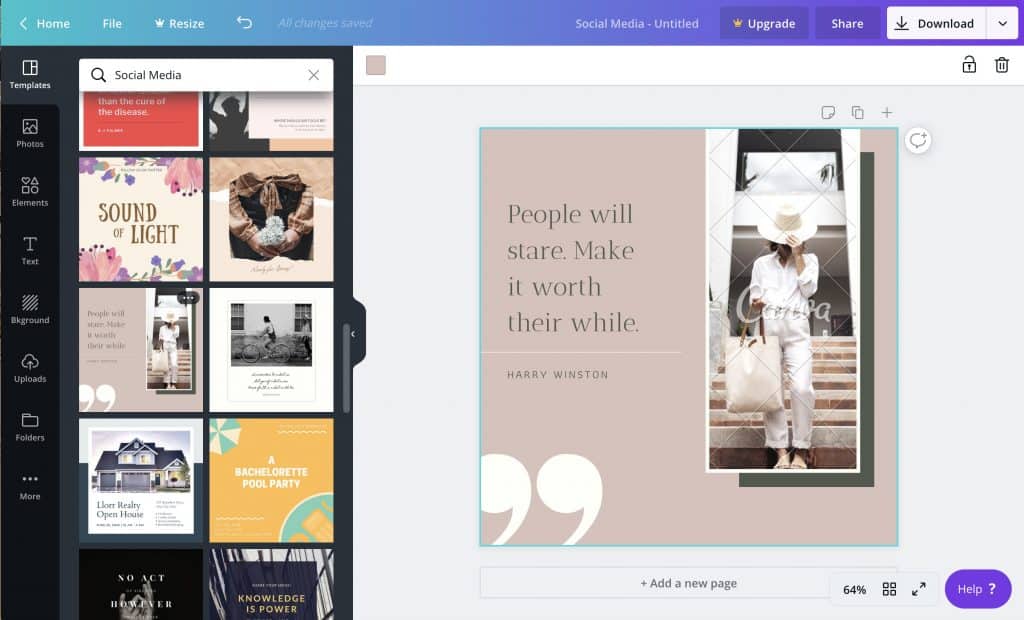 Home
File
Resize
All changes saved
Social Media - Untitled
Upgrade
Share
Download
Templates
Photos
Elements
Text
Bkground
Uploads
Folders
More
Social Media
than the cure of
the disease.
SOUND
OF LIGHT
People will
stare. Make
it worth
their while.
HARRY WINSTON
Llorr Realty
Open House
A
BACHELORETTE
POOL PARTY
NO ACT
HOWEVER
KNOWLEDGE
IS POWER
People will
stare. Make
it worth
their while.
HARRY WINSTON
Canva
+ Add a new page
64%
Help ?